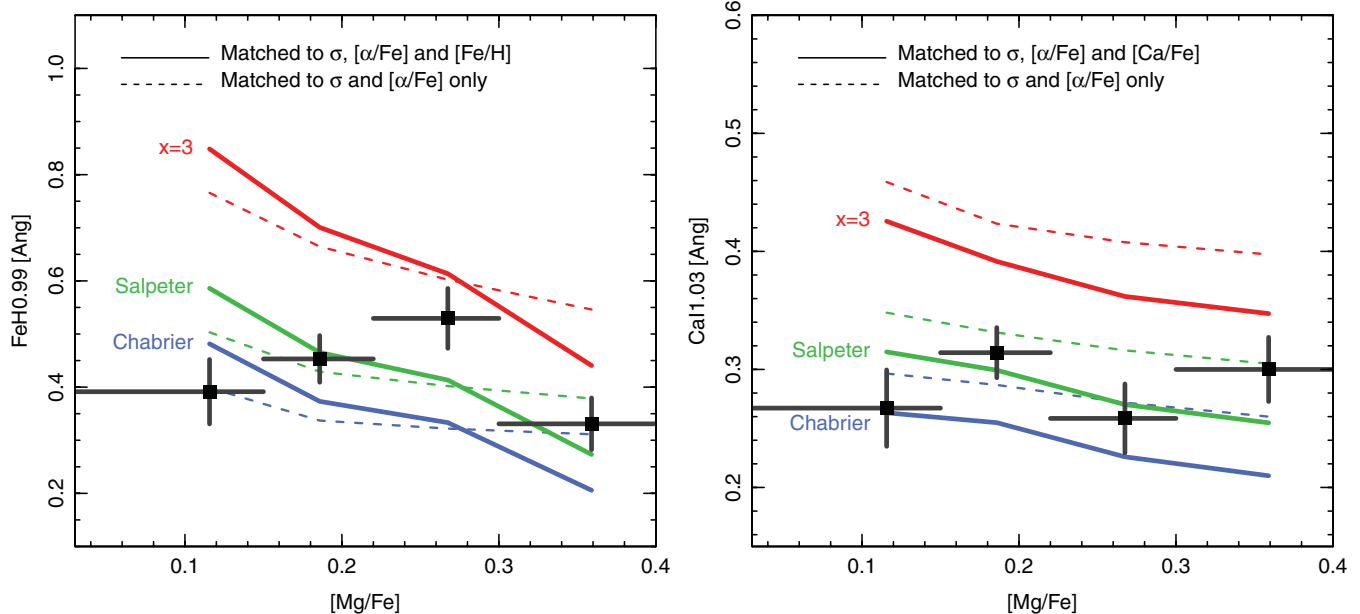 Matched to σ, [α/Fe] and [Fe/H]
Matched to σ and [α/Fe] only
x=3
Salpeter
Chabrier
FeH0.99 [Ang]
0.2
0.4
0.6
0.8
1.0
0.1
0.2
0.3
0.4
[Mg/Fe]
Matched to σ, [α/Fe] and [Ca/Fe]
Matched to σ and [α/Fe] only
x=3
Salpeter
Chabrier
CaI1.03 [Ang]
0.2
0.3
0.4
0.5
0.6
0.1
0.2
0.3
0.4
[Mg/Fe]